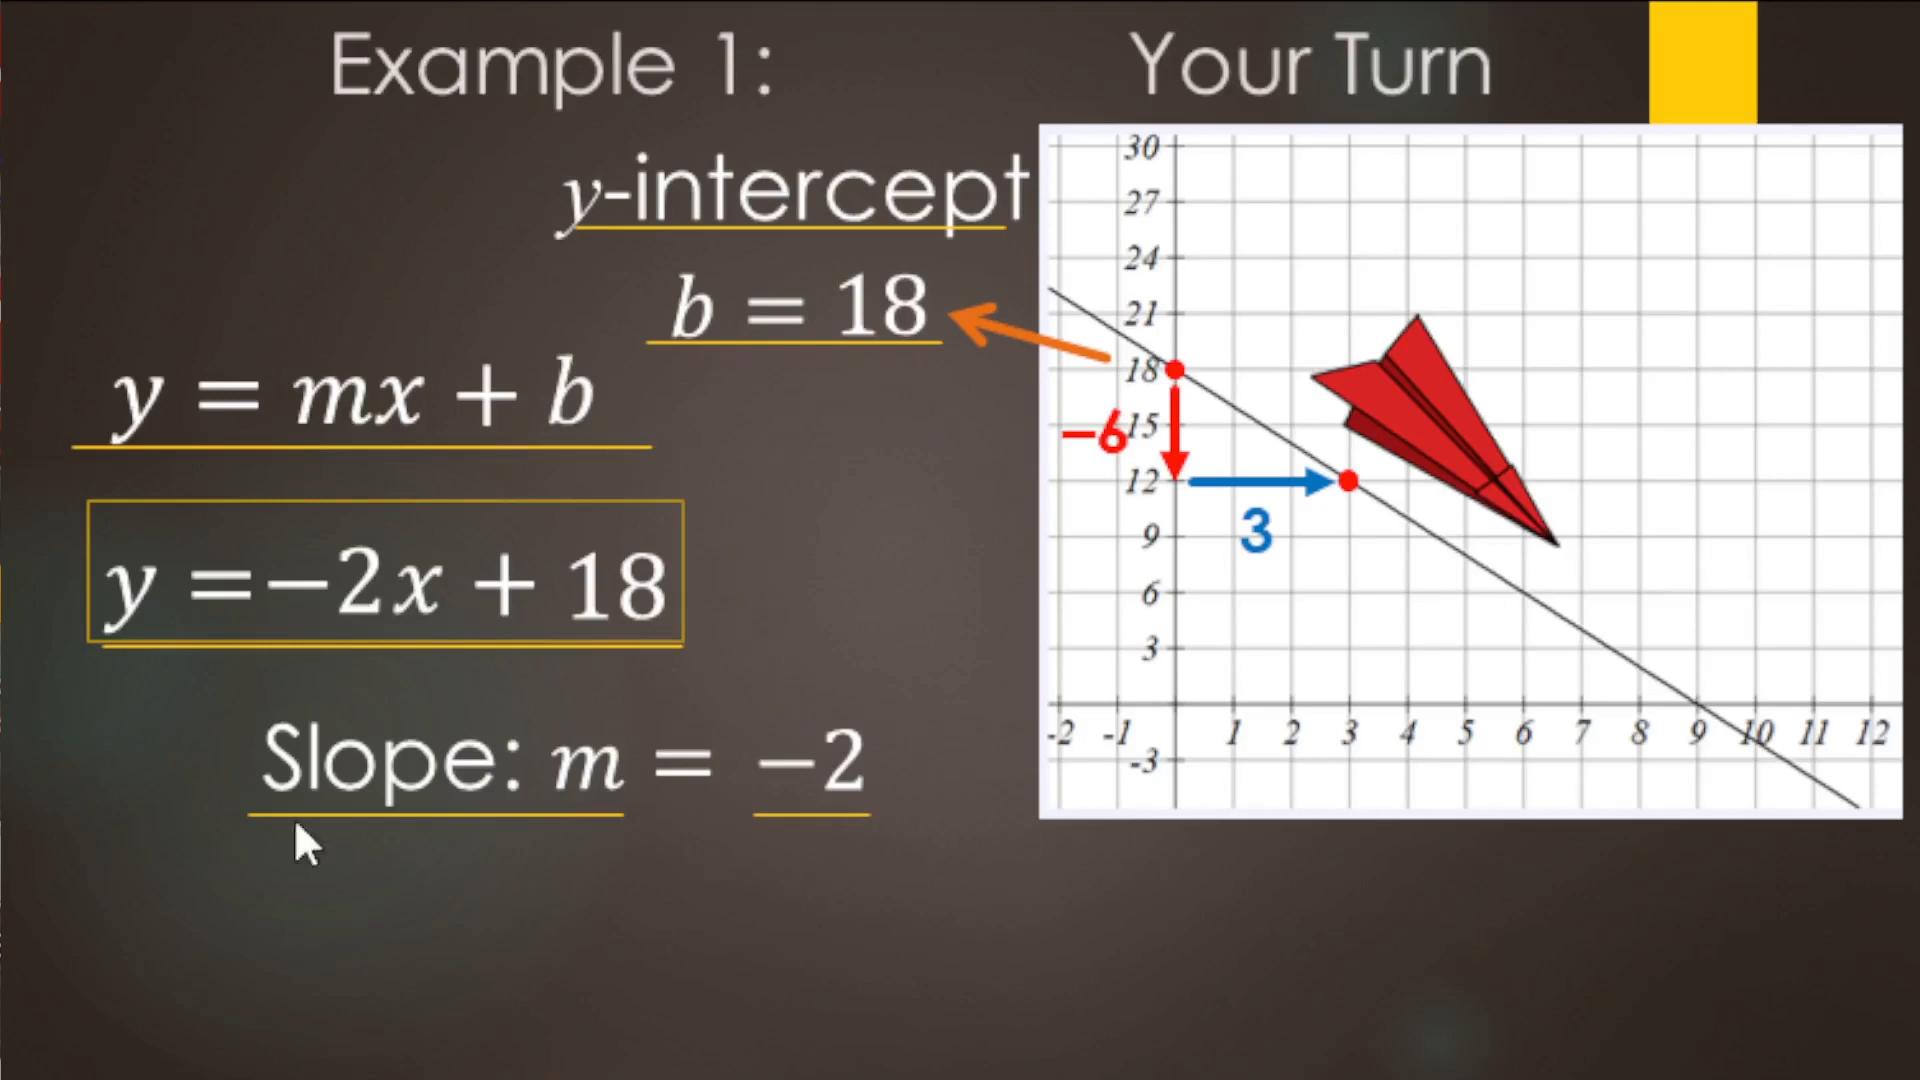 Example 1:
Your Turn
y-intercept
b = 18
y = mx + b
y =−2x + 18
Slope: m = −2
30
27
24
21
18
−6
15
12
3
9
6
3
-2 -1 1 2 3 4 5 6 7 8 9 10 11 12
-3